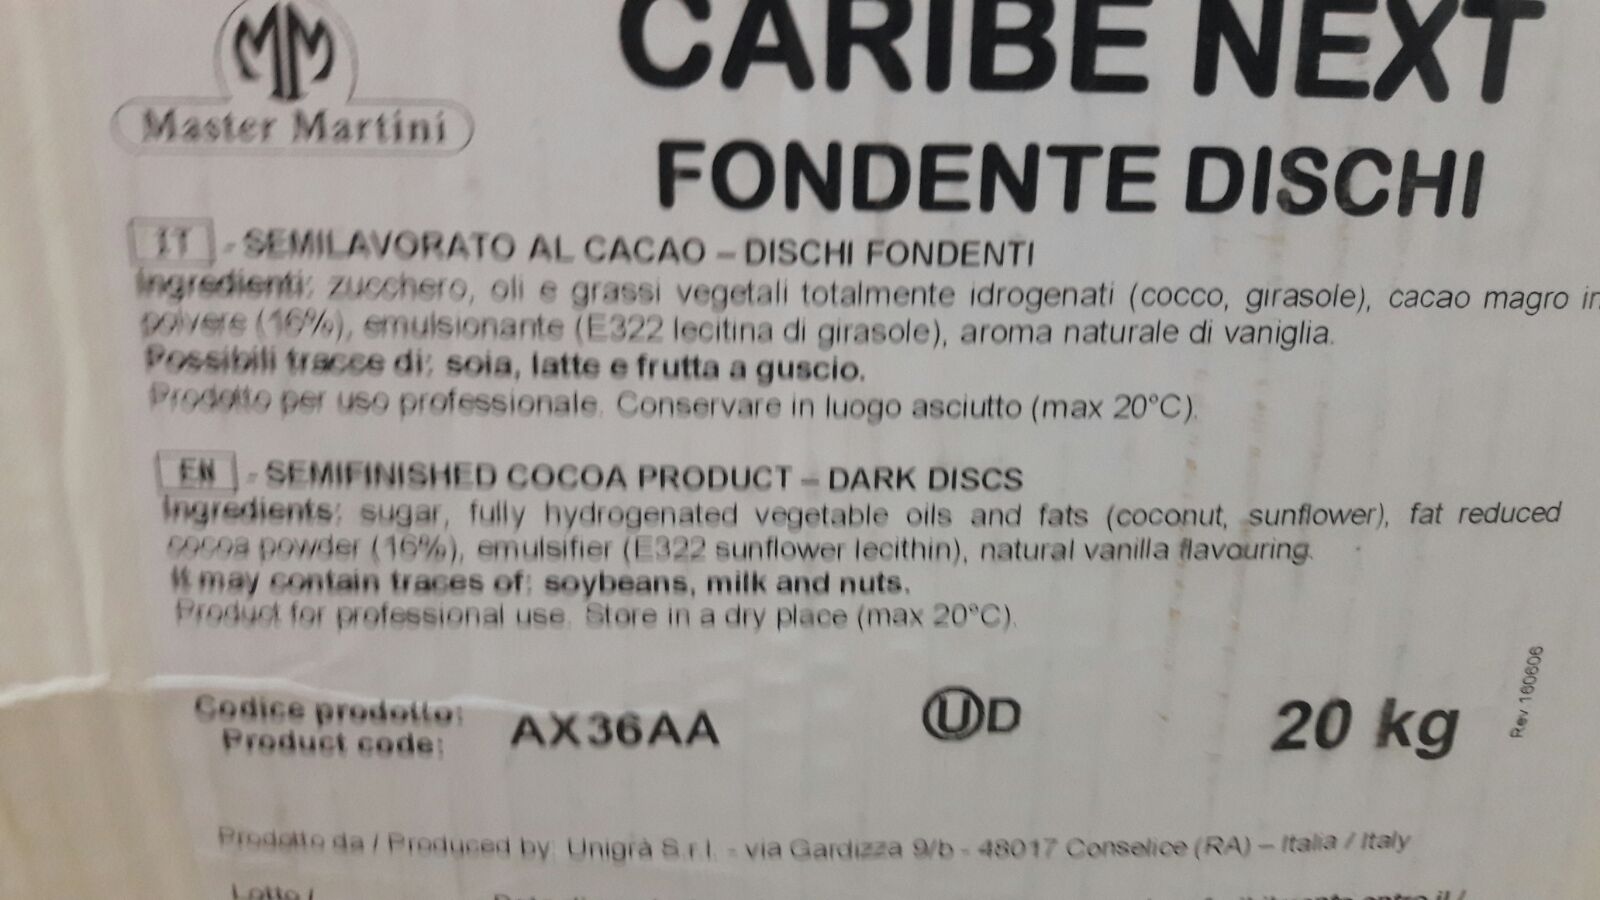 MM
Master Martini
CARIBE NEXT
FONDENTE DISCHI
IT - SEMILAVORATO AL CACAO – DISCHI FONDENTI
Ingredienti: zucchero, oli e grassi vegetali totalmente idrogenati (cocco, girasole), cacao magro in
polvere (16%), emulsionante (E322 lecitina di girasole), aroma naturale di vaniglia.
Possibili tracce di: soia, latte e frutta a guscio.
Prodotto per uso professionale. Conservare in luogo asciutto (max 20°C).
EN - SEMIFINISHED COCOA PRODUCT – DARK DISCS
Ingredients: sugar, fully hydrogenated vegetable oils and fats (coconut, sunflower), fat reduced
cocoa powder (16%), emulsifier (E322 sunflower lecithin), natural vanilla flavouring.
It may contain traces of: soybeans, milk and nuts.
Product for professional use. Store in a dry place (max 20°C).
Codice prodotto:
Product code:
AX36AA
UD
20 kg
Rev 160606
Prodotto da / Produced by: Unigrà S.r.l. - via Gardizza 9/b - 48017 Conselice (RA) – Italia / Italy
Lotto /